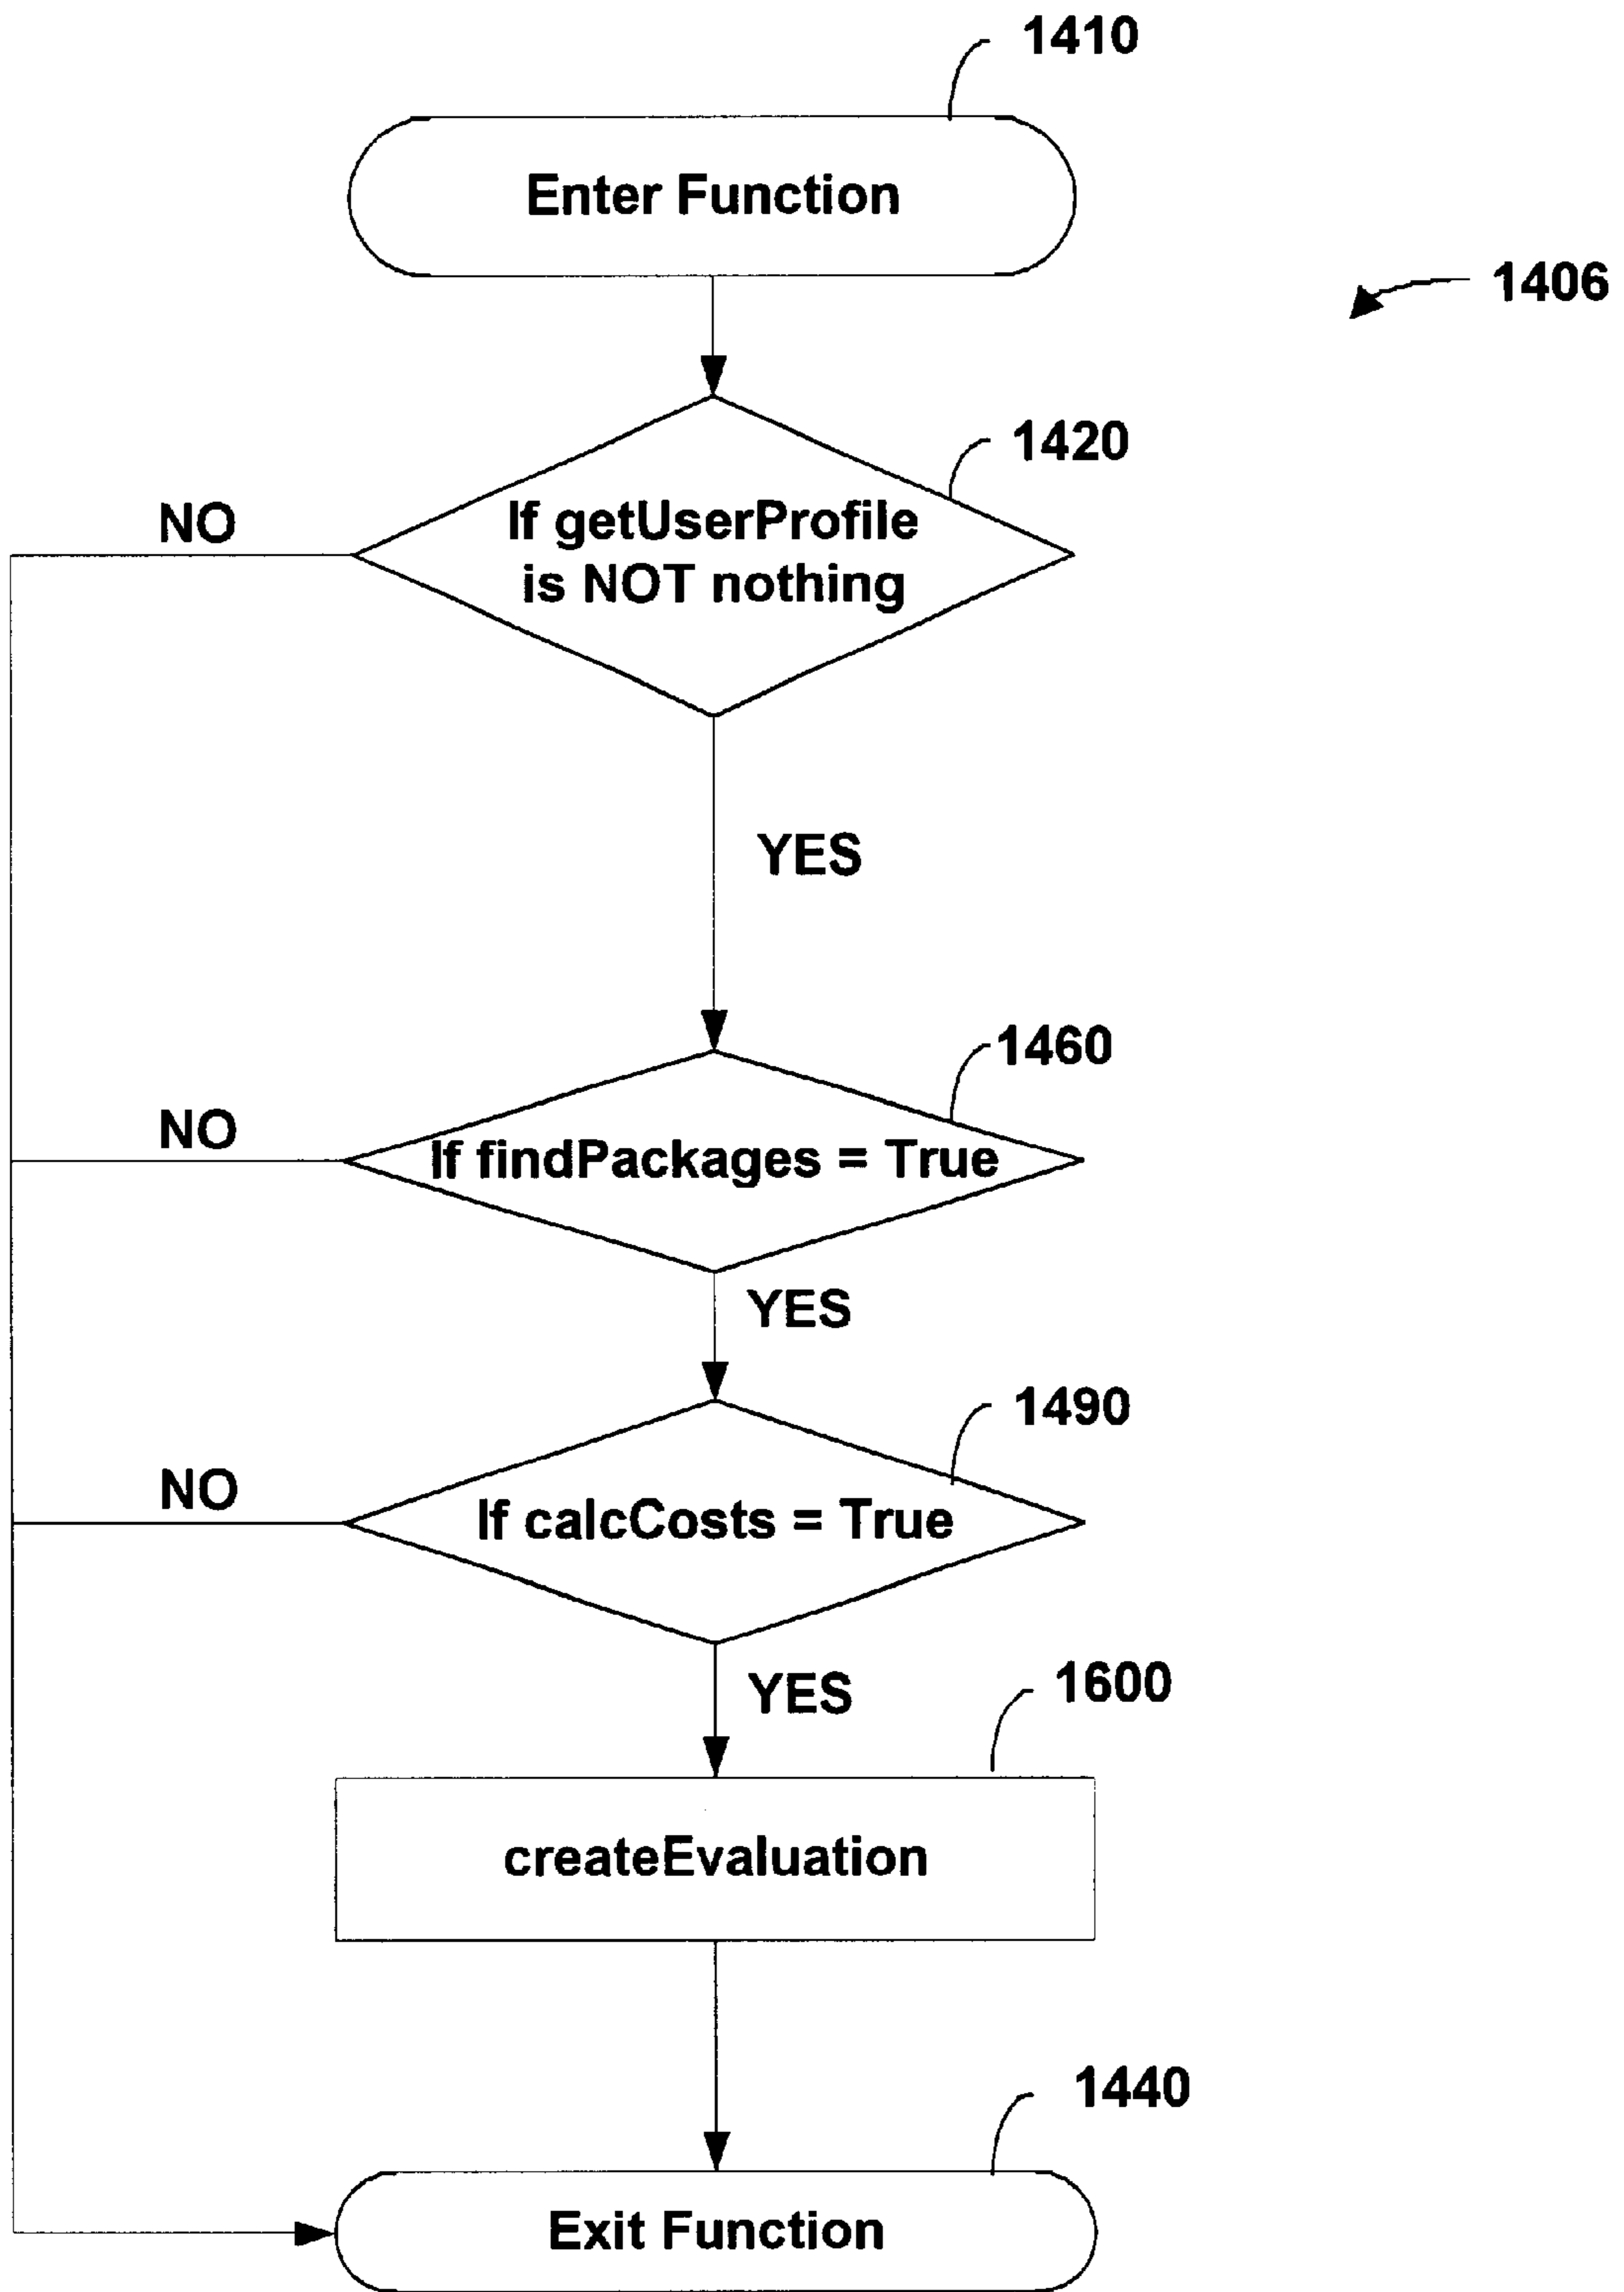 1410
Enter Function
1406
1420
NO
If getUserProfile
is NOT nothing
YES
1460
NO
If findPackages = True
YES
1490
NO
If calcCosts = True
YES
1600
createEvaluation
1440
Exit Function